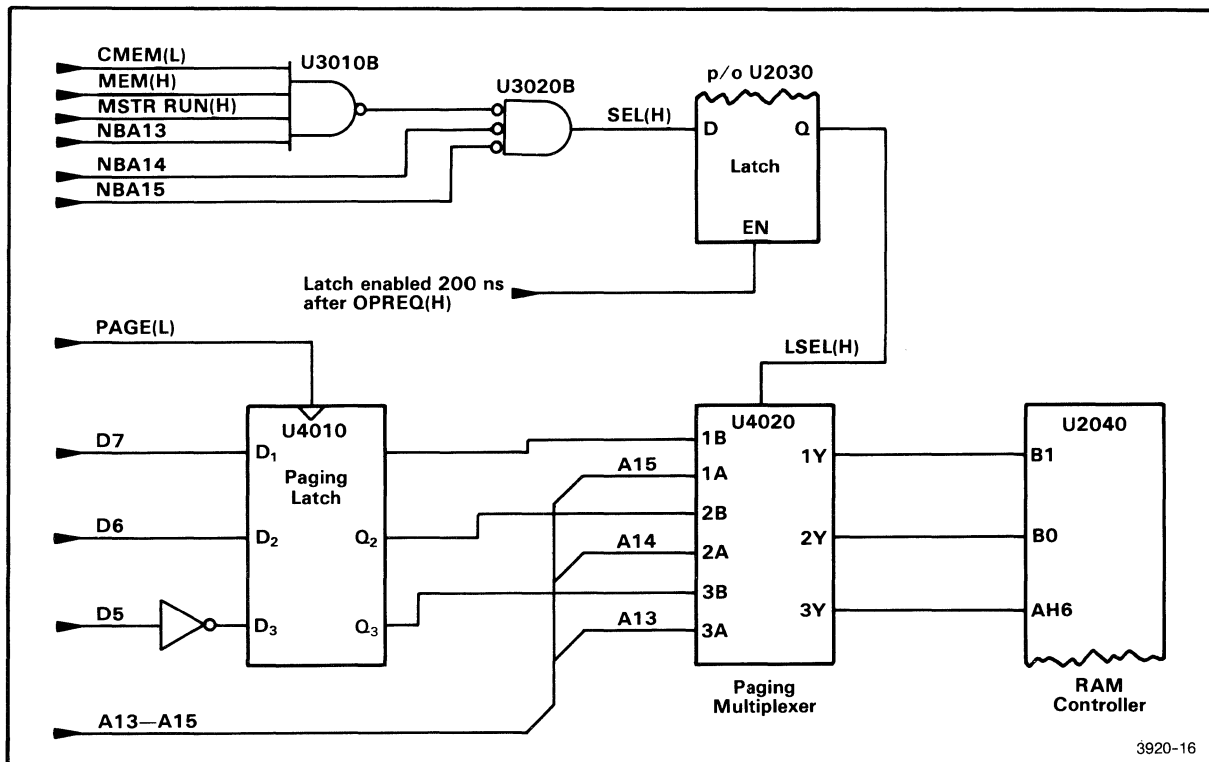 CMEM(L)
MEM(H)
MSTR RUN(H)
NBA13
NBA14
NBA15
U3010B
U3020B
SEL(H)
p/o U2030
D Q
Latch
EN
Latch enabled 200 ns
after OPREQ(H)
PAGE(L)
LSEL(H)
D7
D6
D5
A13—A15
U4010
D1
Paging
Latch
D2 Q2
D3 Q3
A15
A14
A13
U4020
1B
1A
2B
2A
3B
3A
1Y
2Y
3Y
Paging
Multiplexer
U2040
B1
B0
AH6
RAM
Controller
3920-16